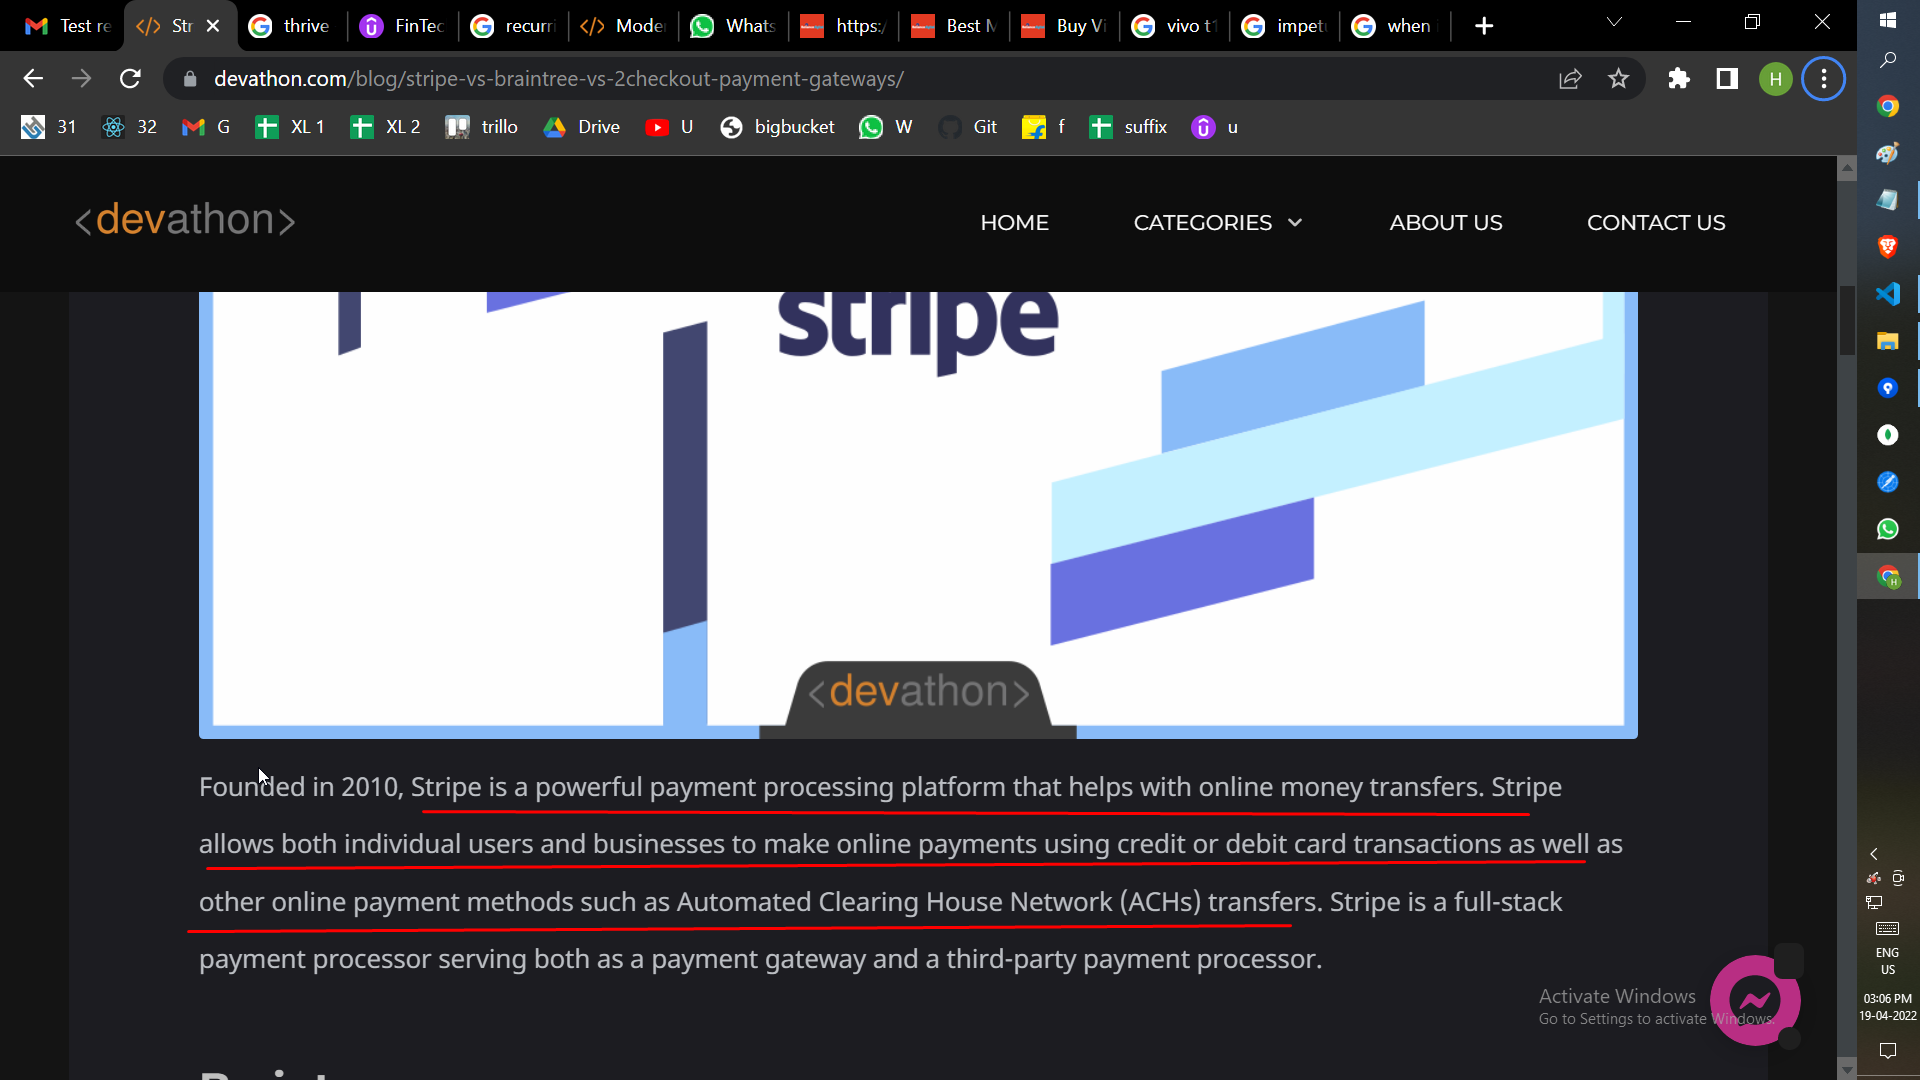 Test re
Str
thrive
FinTec
recurri
Mode
Whats
https:/
Best M
Buy Vi
vivo t1
impet
when
devathon.com/blog/stripe-vs-braintree-vs-2checkout-payment-gateways/
H
31
32
G
XL 1
XL 2
trillo
Drive
U
bigbucket
W
Git
f
suffix
u
<devathon>
HOME
CATEGORIES
ABOUT US
CONTACT US
stripe
<devathon>
Founded in 2010, Stripe is a powerful payment processing platform that helps with online money transfers. Stripe
allows both individual users and businesses to make online payments using credit or debit card transactions as well as
other online payment methods such as Automated Clearing House Network (ACHs) transfers. Stripe is a full-stack
payment processor serving both as a payment gateway and a third-party payment processor.
Activate Windows
Go to Settings to activate Windows.
ENG
US
03:06 PM
19-04-2022